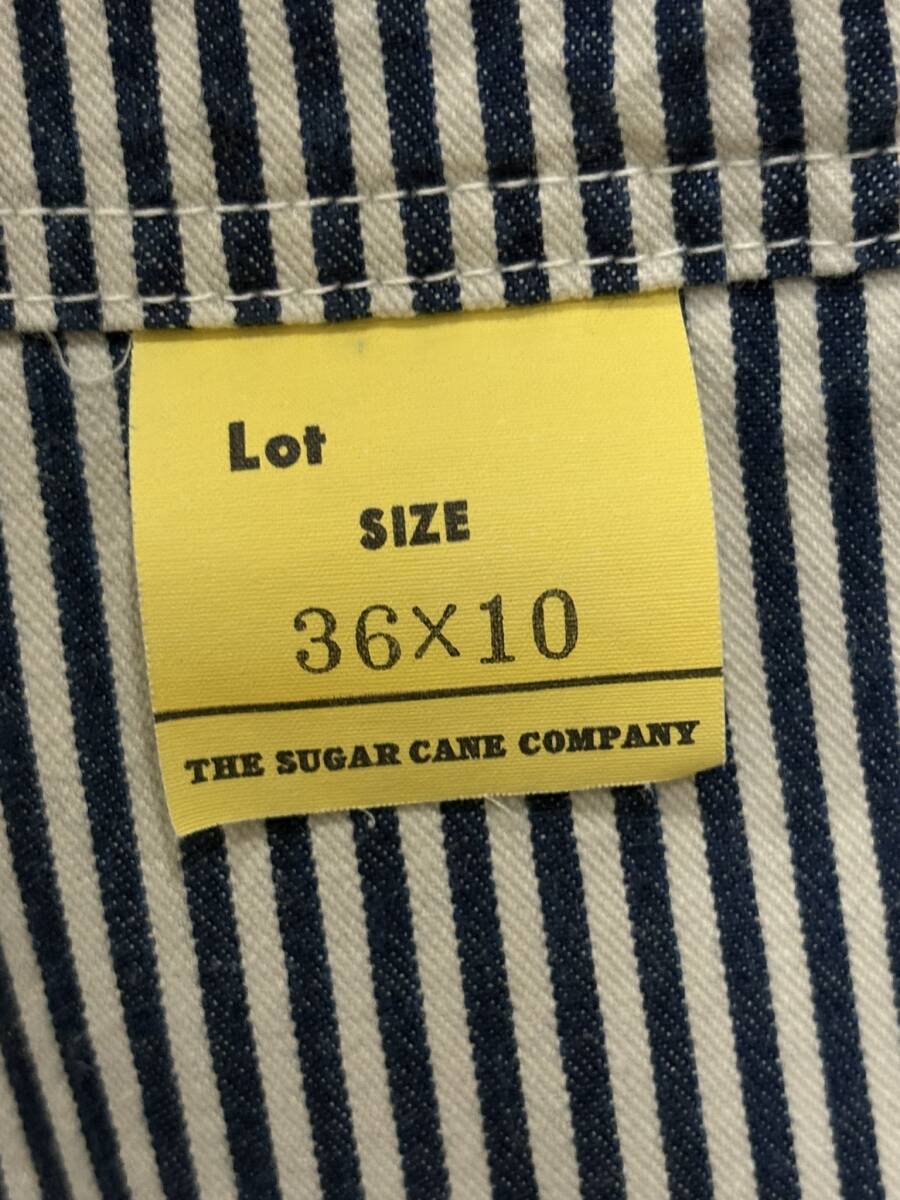 Lot
SIZE
36×10
THE SUGAR CANE COMPANY